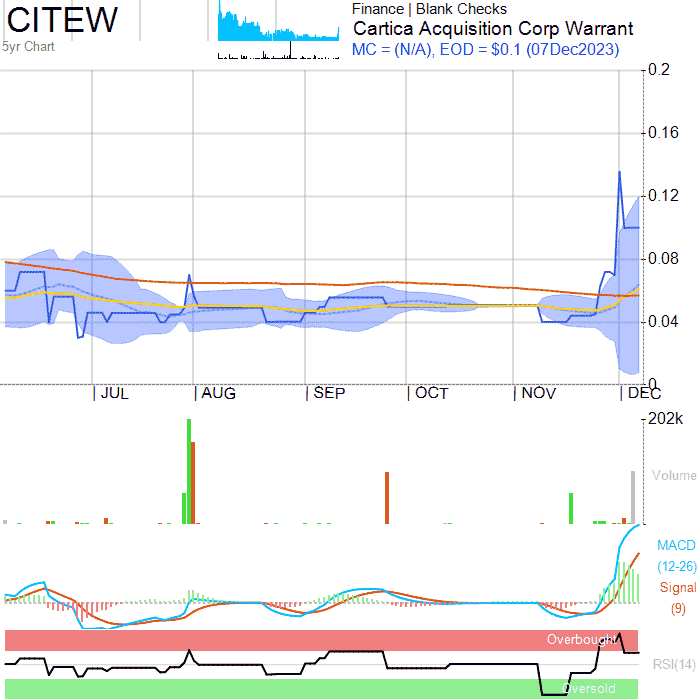 CITEW
5yr Chart
Finance | Blank Checks
Cartica Acquisition Corp Warrant
MC = (N/A), EOD = $0.1 (07Dec2023)
0.2
0.16
0.12
0.08
0.04
0
JUL AUG SEP OCT NOV DEC
202k
Volume
MACD
(12-26)
Signal
(9)
Overbought
RSI(14)
Oversold